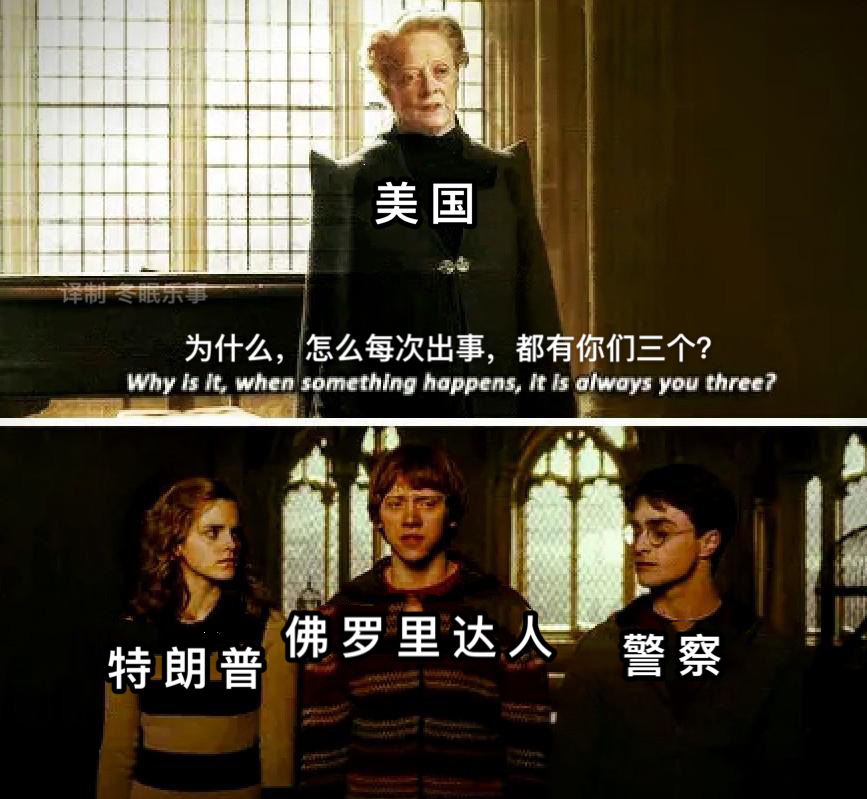 美国
译制 冬眠乐事
为什么，怎么每次出事，都有你们三个？
Why is it, when something happens, it is always you three?
佛罗里达人
特朗普
警察